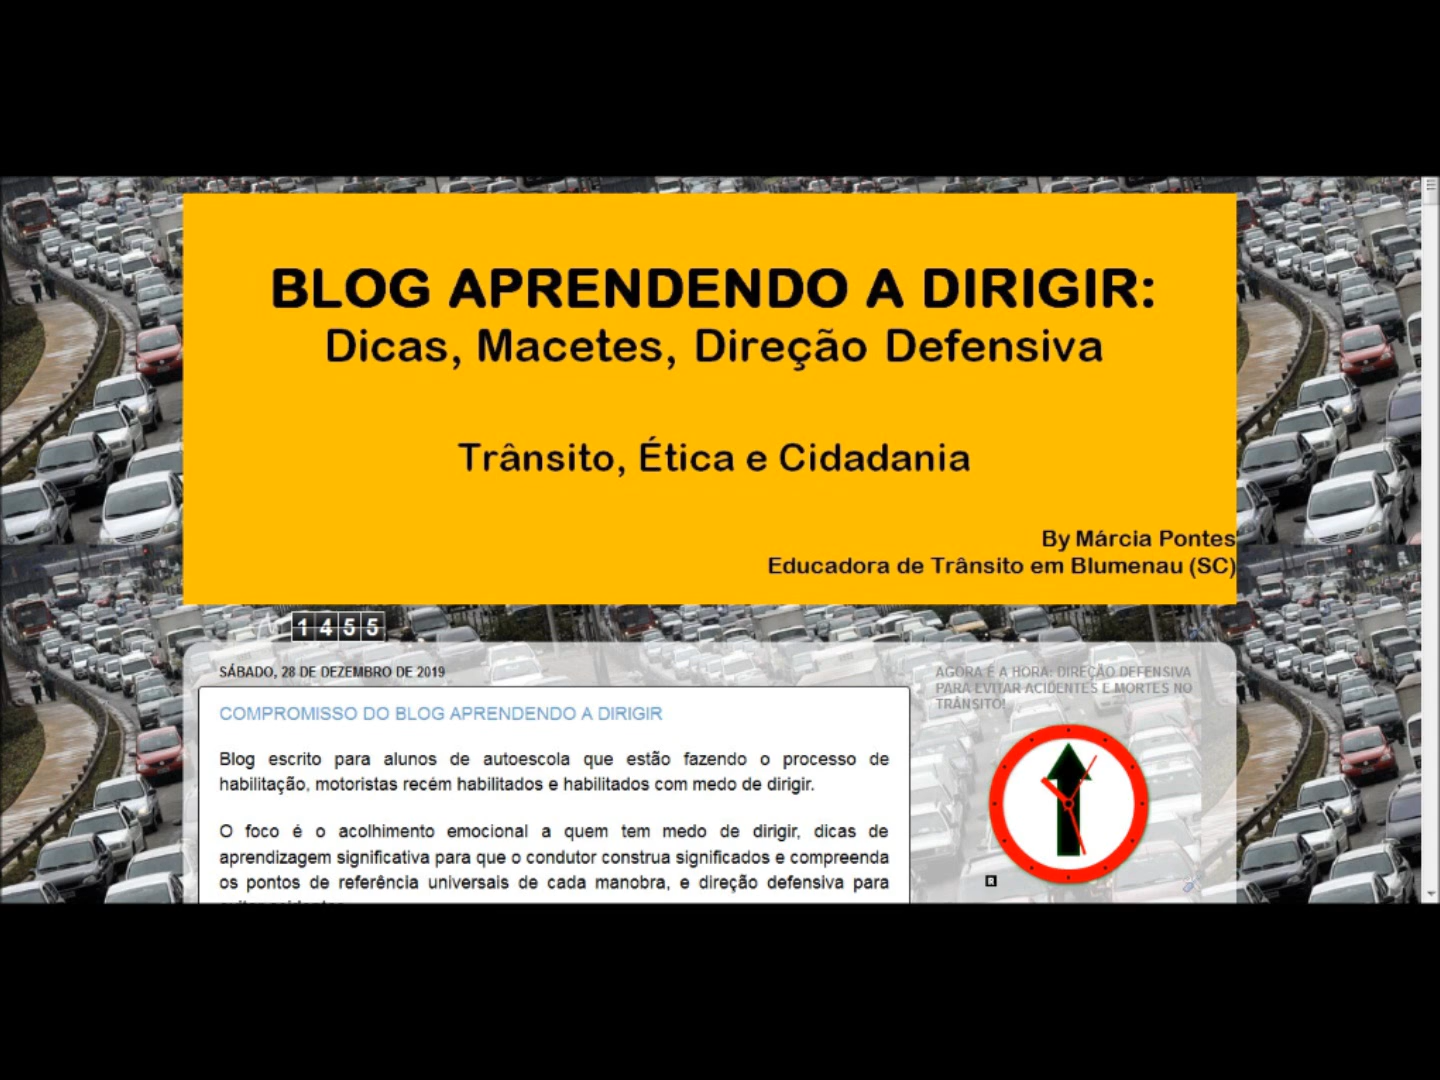 BLOG APRENDENDO A DIRIGIR:
Dicas, Macetes, Direção Defensiva
Trânsito, Ética e Cidadania
By Márcia Pontes
Educadora de Trânsito em Blumenau (SC)
1455
SÁBADO, 28 DE DEZEMBRO DE 2019
COMPROMISSO DO BLOG APRENDENDO A DIRIGIR
Blog escrito para alunos de autoescola que estão fazendo o processo de
habilitação, motoristas recém habilitados e habilitados com medo de dirigir.
O foco é o acolhimento emocional a quem tem medo de dirigir, dicas de
aprendizagem significativa para que o condutor construa significados e compreenda
os pontos de referência universais de cada manobra, e direção defensiva para
AGORA É A HORA: DIREÇÃO DEFENSIVA
PARA EVITAR ACIDENTES E MORTES NO
TRÂNSITO!
R